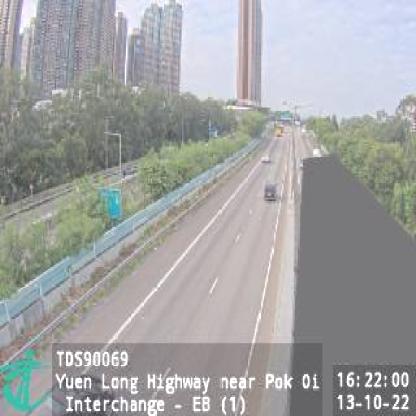 TDS90069
Yuen Long Highway near Pok Oi
Interchange - EB (1)
16:22:00
13-10-22